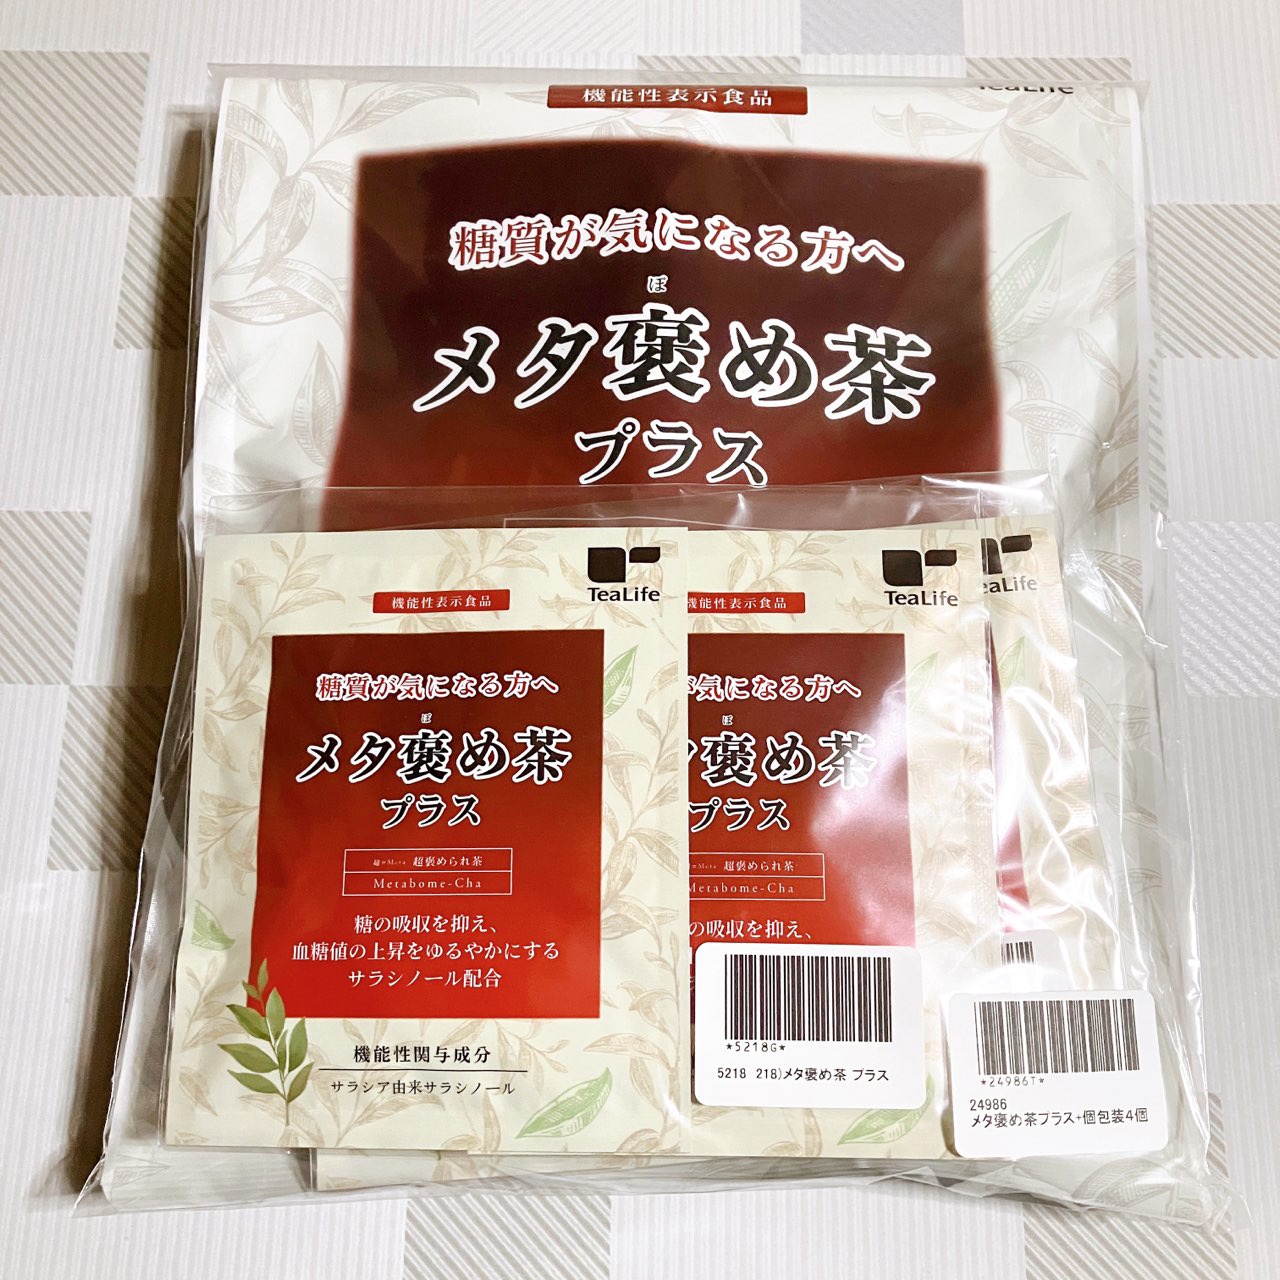 機能性表示食品
TeaLife
糖質が気になる方へ
ぼ
メタ褒め茶
プラス
TeaLife
機能性表示食品
糖質が気になる方へ
ぼ
メタ褒め茶
プラス
超褒められ茶
Metabome-Cha
糖の吸収を抑え、
血糖値の上昇をゆるやかにする
サラシノール配合
機能性関与成分
サラシア由来サラシノール
TeaLife
機能性表示食品
気になる方へ
ぼ
褒め茶
プラス
超褒められ茶
Metabome-Cha
の吸収を抑え、
TeaLife
*5218G*
5218 218)メタ褒め茶 プラス
*24986T*
24986
メタ褒め茶プラス+個包装4個